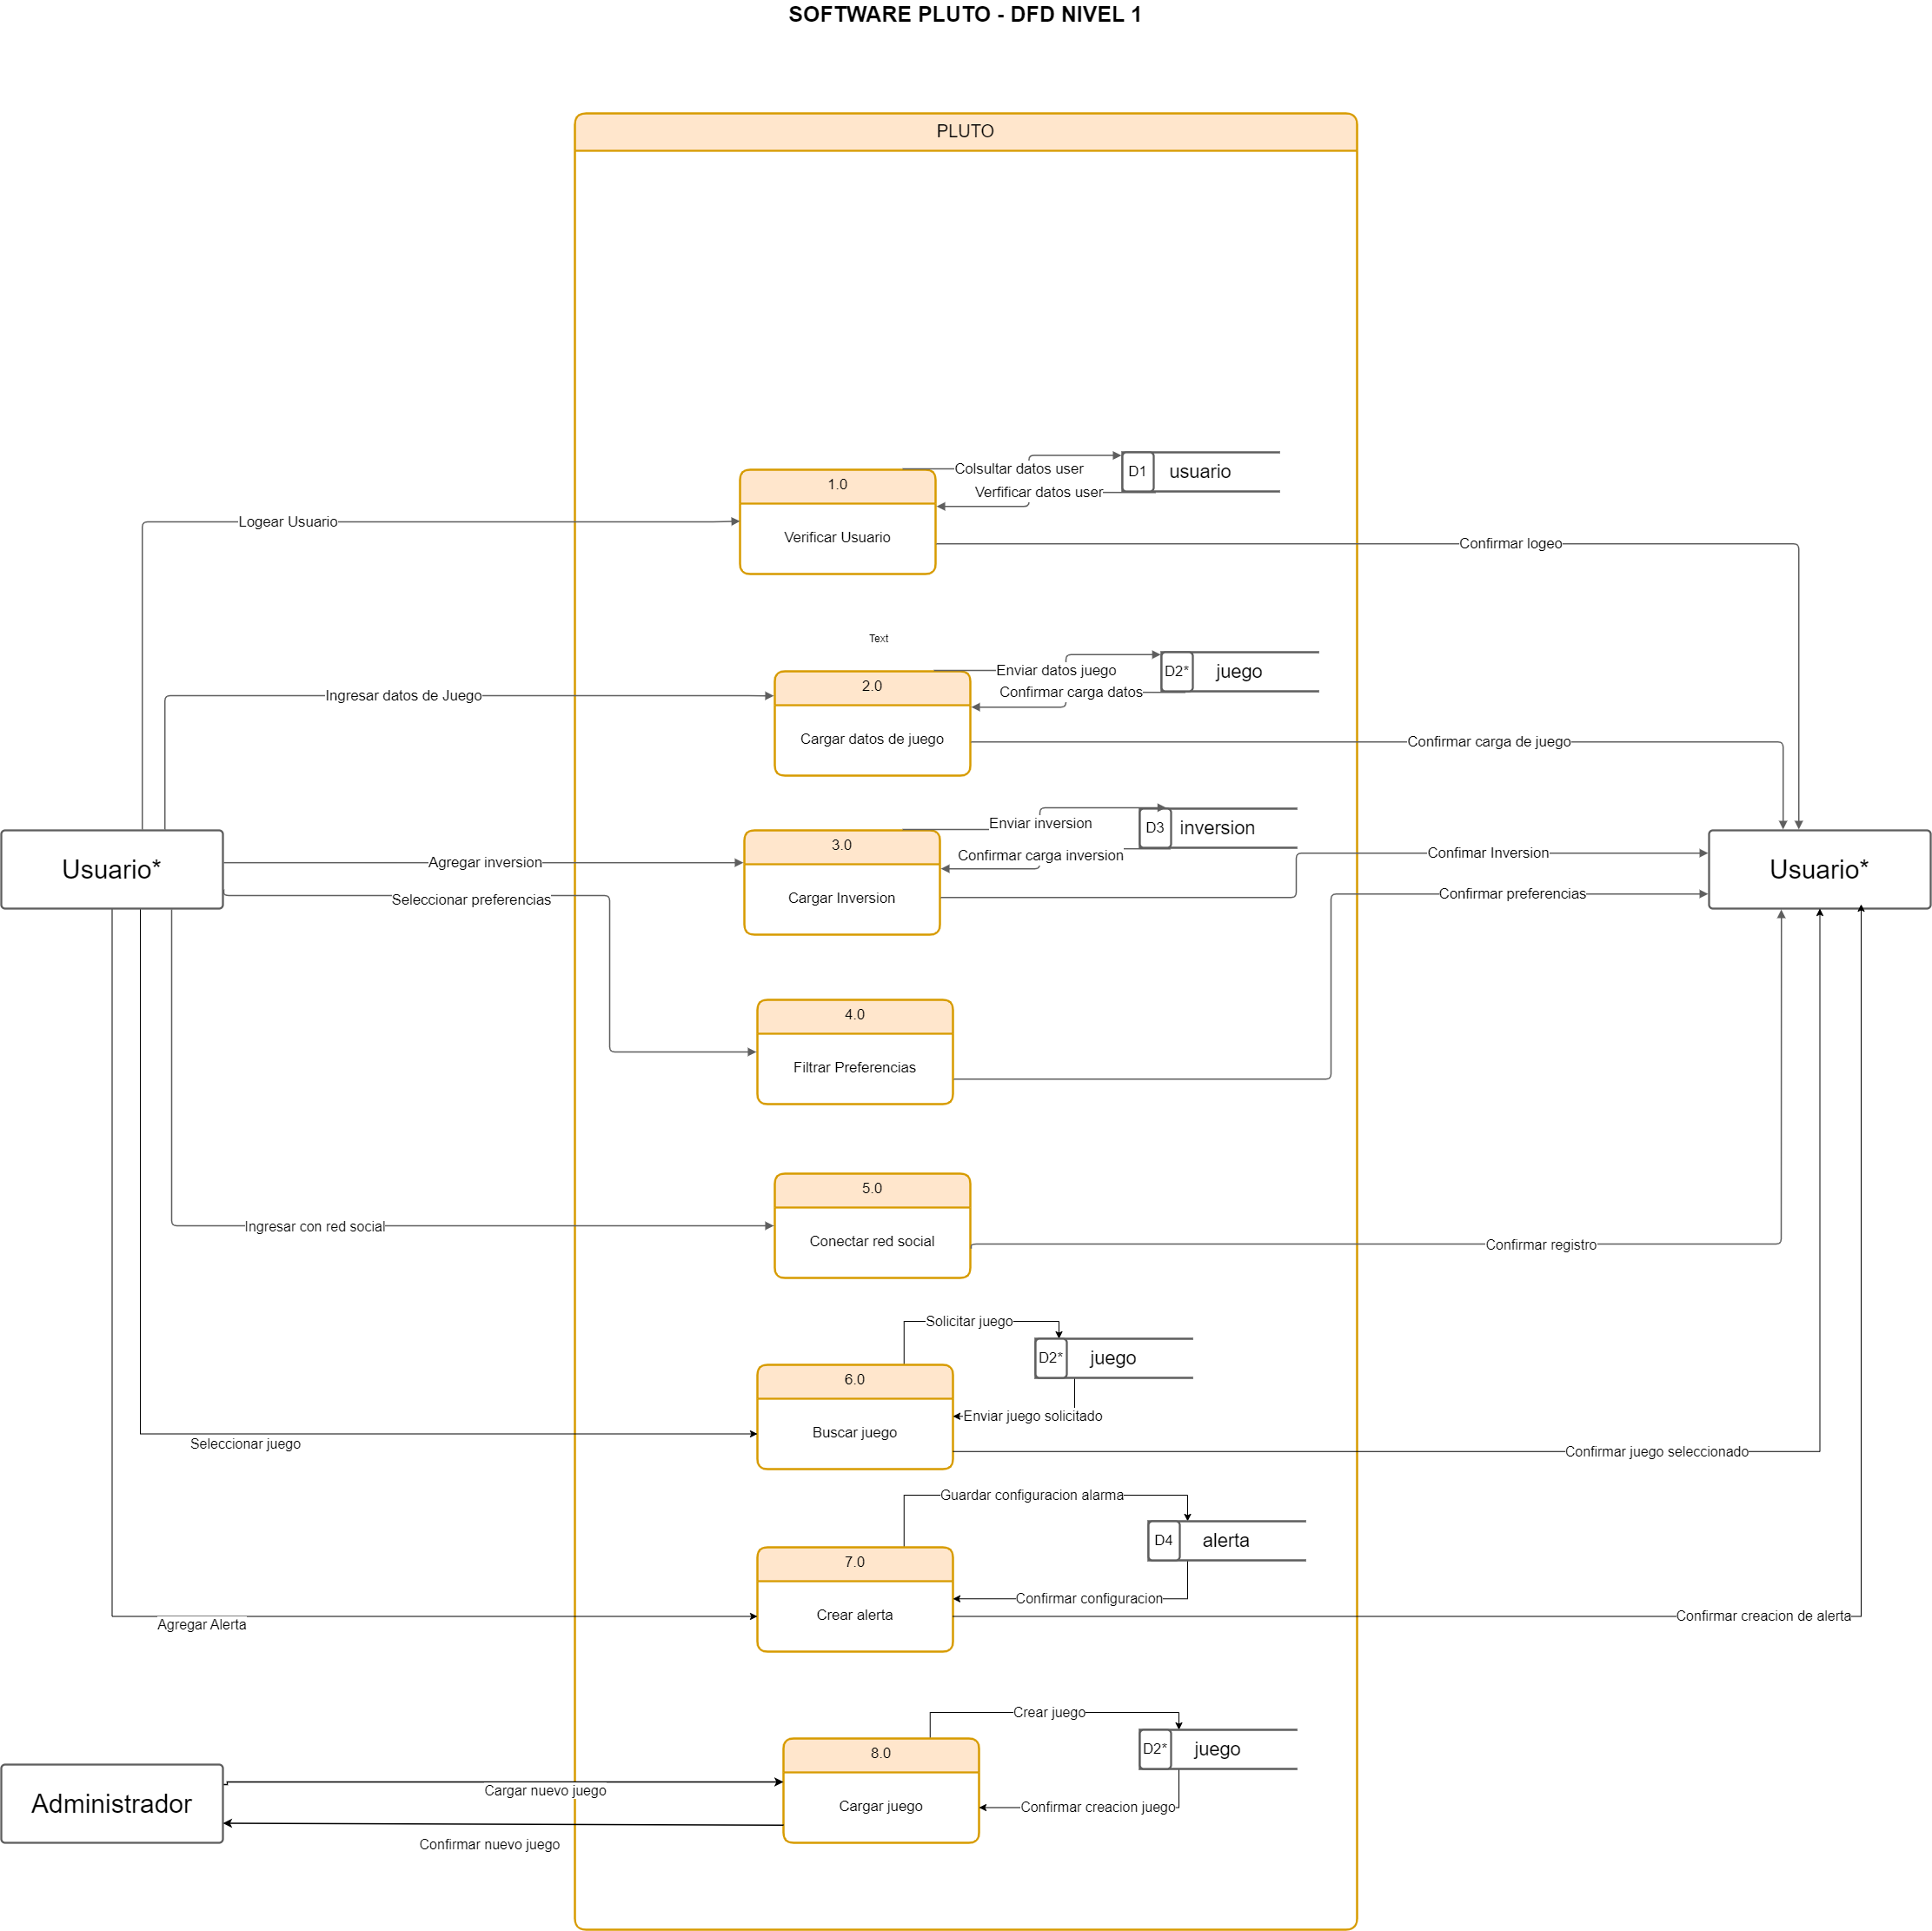 SOFTWARE PLUTO - DFD NIVEL 1
PLUTO
1.0
Verificar Usuario
Colsultar datos user
Verfificar datos user
D1
usuario
Logear Usuario
Confirmar logeo
Text
Enviar datos juego
Confirmar carga datos
D2*
juego
2.0
Cargar datos de juego
Ingresar datos de Juego
Confirmar carga de juego
Enviar inversion
Confirmar carga inversion
D3
inversion
3.0
Cargar Inversion
Usuario*
Agregar inversion
Seleccionar preferencias
Confimar Inversion
Confirmar preferencias
Usuario*
4.0
Filtrar Preferencias
5.0
Conectar red social
Ingresar con red social
Confirmar registro
Solicitar juego
D2*
juego
6.0
Enviar juego solicitado
Buscar juego
Seleccionar juego
Confirmar juego seleccionado
Guardar configuracion alarma
D4
alerta
7.0
Confirmar configuracion
Crear alerta
Agregar Alerta
Confirmar creacion de alerta
Crear juego
D2*
juego
8.0
Cargar juego
Confirmar creacion juego
Administrador
Cargar nuevo juego
Confirmar nuevo juego